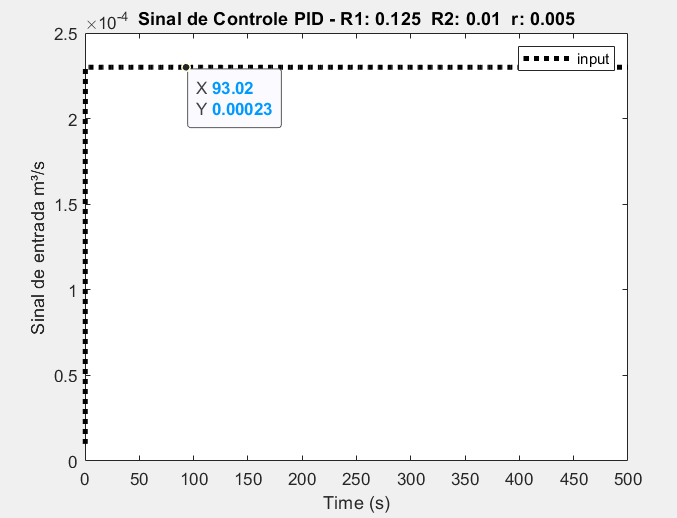 ×10⁻⁴ Sinal de Controle PID - R1: 0.125 R2: 0.01 r: 0.005
2.5
input
X 93.02
Y 0.00023
2
1.5
1
0.5
0
Sinal de entrada m³/s
0 50 100 150 200 250 300 350 400 450 500
Time (s)